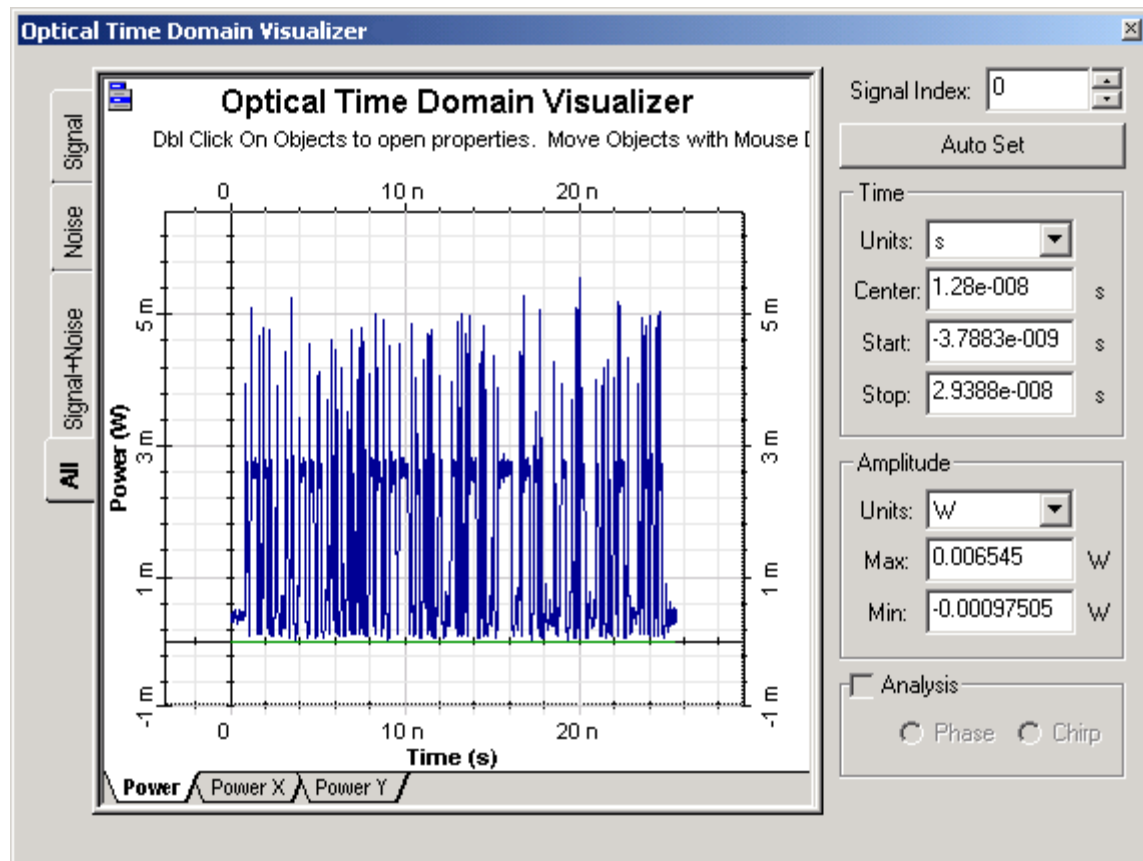 Optical Time Domain Visualizer
Signal
Noise
Signal+Noise
All
Optical Time Domain Visualizer
Dbl Click On Objects to open properties. Move Objects with Mouse D
0 10 n 20 n
Power (W)
5 m
3 m
1 m
-1 m
5 m
3 m
1 m
-1 m
0 10 n 20 n
Time (s)
Power Power X Power Y
Signal Index: 0
Auto Set
Time
Units: s
Center: 1.28e-008 s
Start: -3.7883e-009 s
Stop: 2.9388e-008 s
Amplitude
Units: W
Max: 0.006545 W
Min: -0.00097505 W
Analysis
Phase Chirp